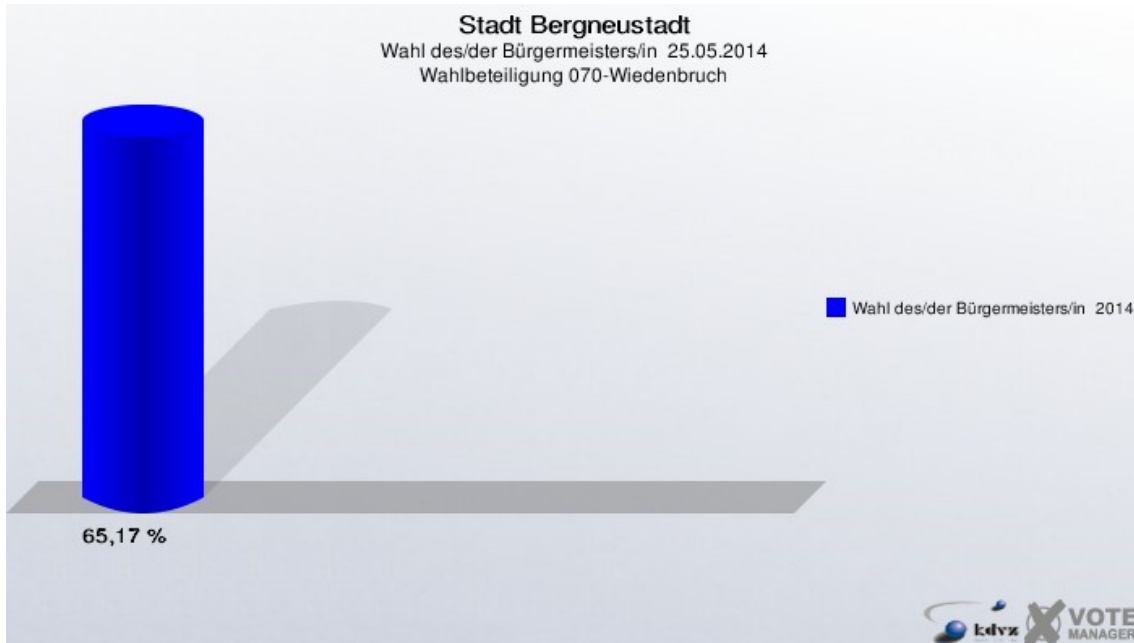 Stadt Bergneustadt
Wahl des/der Bürgermeisters/in 25.05.2014
Wahlbeteiligung 070-Wiedenbruch
Wahl des/der Bürgermeisters/in 2014
65,17 %
kdvz
VOTE
MANAGER